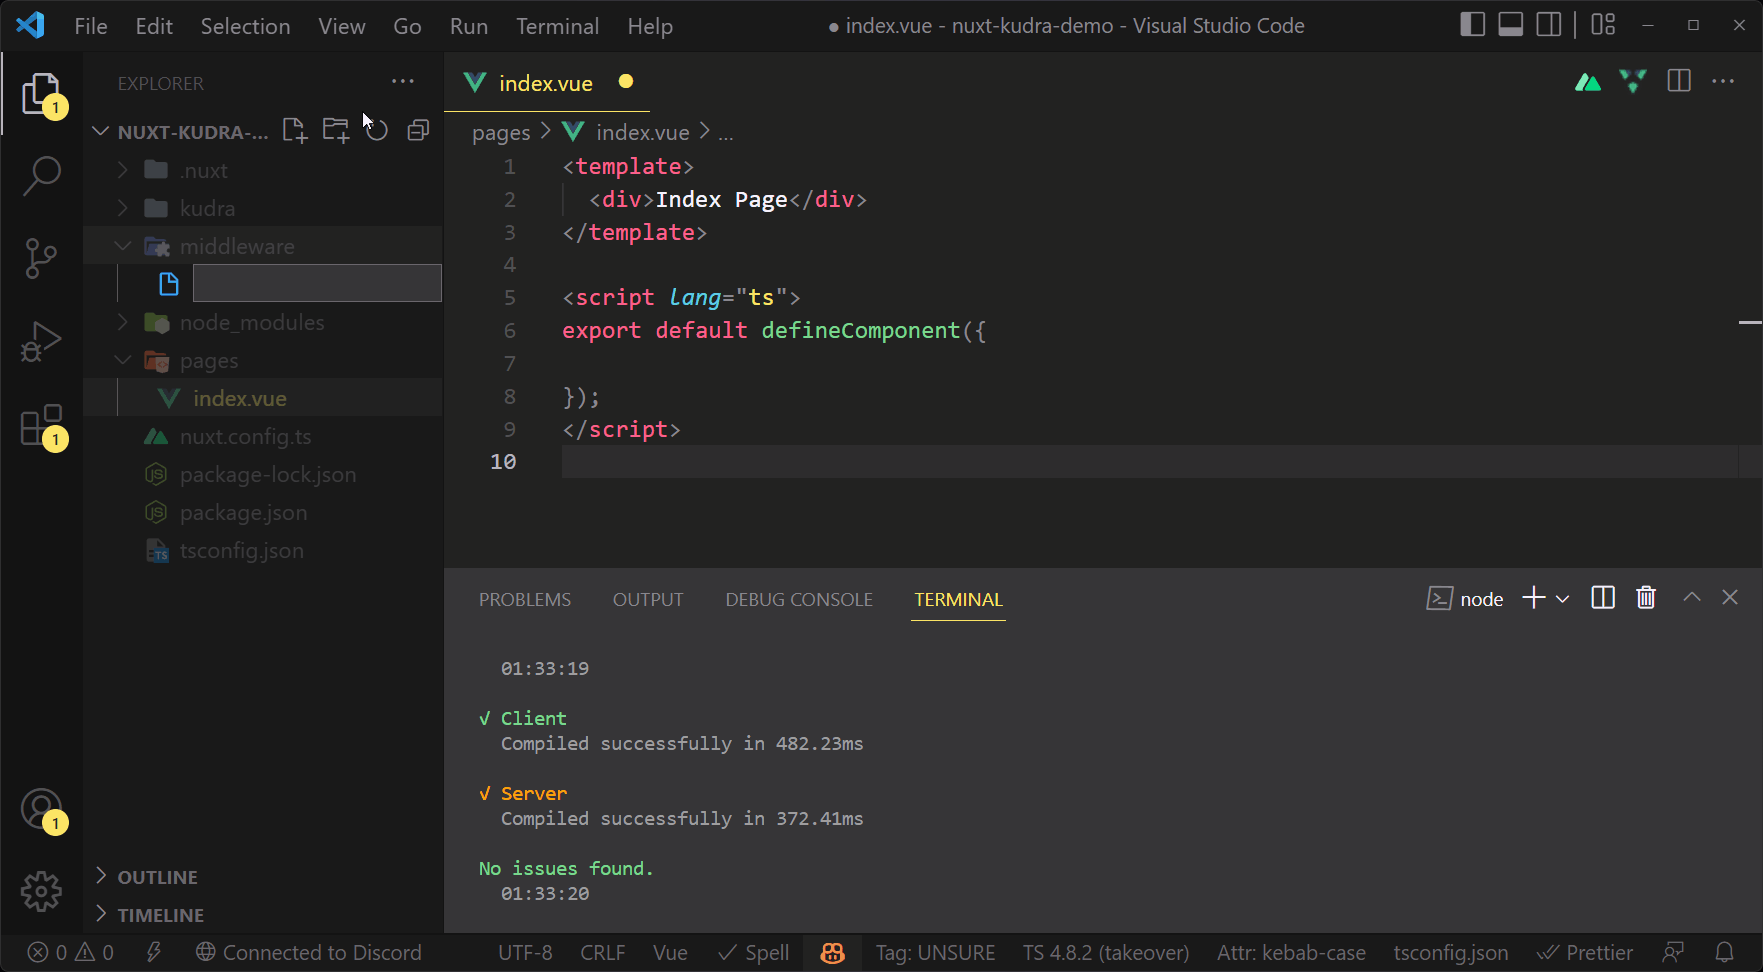 File Edit Selection View Go Run Terminal Help
● index.vue - nuxt-kudra-demo - Visual Studio Code
EXPLORER
NUXT-KUDRA-...
.nuxt
kudra
middleware
node_modules
pages
index.vue
nuxt.config.ts
package-lock.json
package.json
tsconfig.json
OUTLINE
TIMELINE
1
1
1
index.vue
pages > index.vue > ...
1 <template>
2 <div>Index Page</div>
3 </template>
4
5 <script lang="ts">
6 export default defineComponent({
7
8 });
9 </script>
10
PROBLEMS OUTPUT DEBUG CONSOLE TERMINAL
node
01:33:19
√ Client
Compiled successfully in 482.23ms
√ Server
Compiled successfully in 372.41ms
No issues found.
01:33:20
0 0 Connected to Discord UTF-8 CRLF Vue Spell Tag: UNSURE TS 4.8.2 (takeover) Attr: kebab-case tsconfig.json Prettier